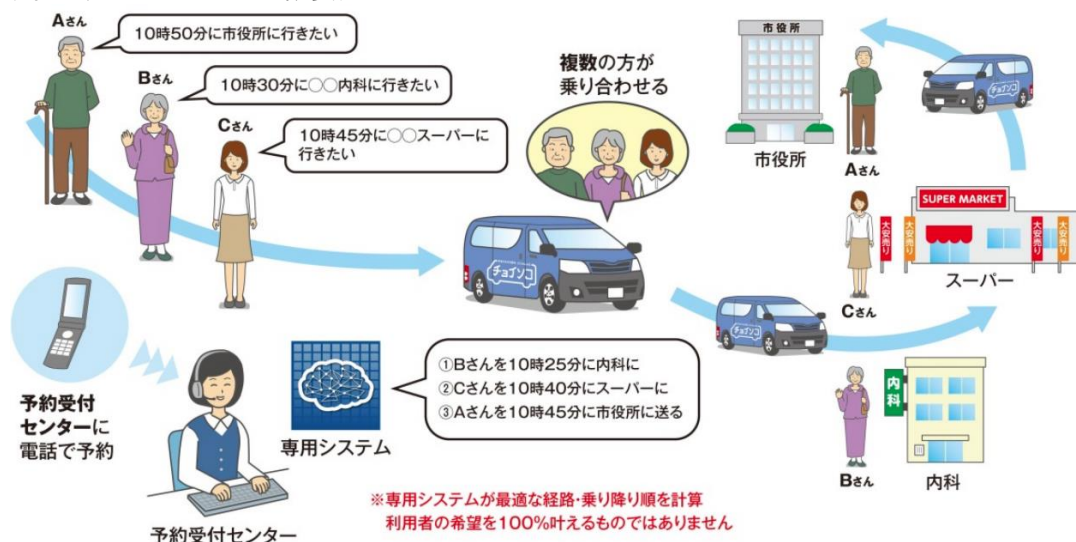 Aさん
10時50分に市役所に行きたい
Bさん
10時30分に○○内科に行きたい
Cさん
10時45分に○○スーパーに
行きたい
複数の方が
乗り合わせる
チョイソコ
市役所
市役所
Aさん
チョイソコ
SUPER MARKET
大安売り
大安売り
大安売り
大安売り
スーパー
Cさん
チョイソコ
予約受付
センターに
電話で予約
専用システム
①Bさんを10時25分に内科に
②Cさんを10時40分にスーパーに
③Aさんを10時45分に市役所に送る
内科
Bさん
内科
予約受付センター
※専用システムが最適な経路・乗り降り順を計算
利用者の希望を100%叶えるものではありません